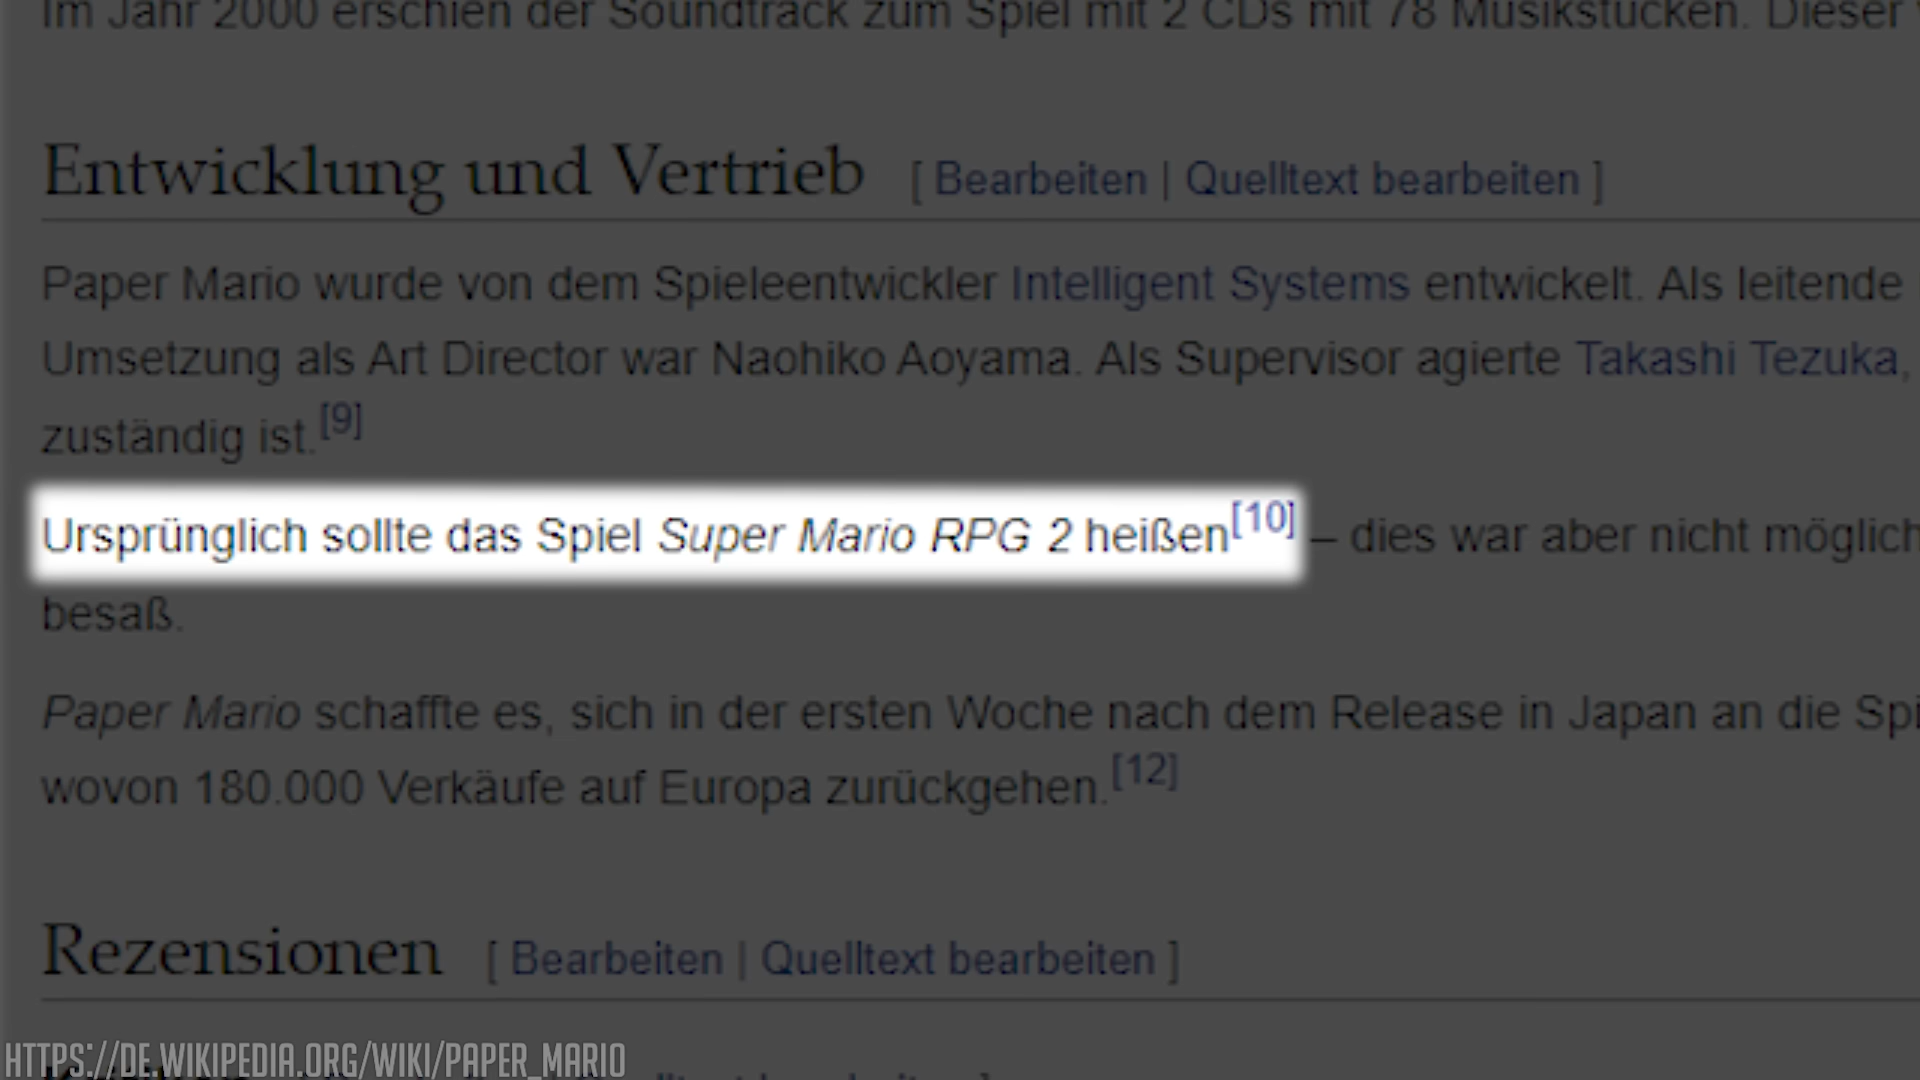 Im Jahr 2000 erschien der Soundtrack zum Spiel mit 2 CDs mit 78 Musikstücken. Dieser
Entwicklung und Vertrieb [ Bearbeiten | Quelltext bearbeiten ]
Paper Mario wurde von dem Spieleentwickler Intelligent Systems entwickelt. Als leitende
Umsetzung als Art Director war Naohiko Aoyama. Als Supervisor agierte Takashi Tezuka,
zuständig ist.[9]
Ursprünglich sollte das Spiel Super Mario RPG 2 heißen[10] – dies war aber nicht möglich
besaß.
Paper Mario schaffte es, sich in der ersten Woche nach dem Release in Japan an die Spi
wovon 180.000 Verkäufe auf Europa zurückgehen.[12]
Rezensionen [ Bearbeiten | Quelltext bearbeiten ]
HTTPS://DE.WIKIPEDIA.ORG/WIKI/PAPER_MARIO